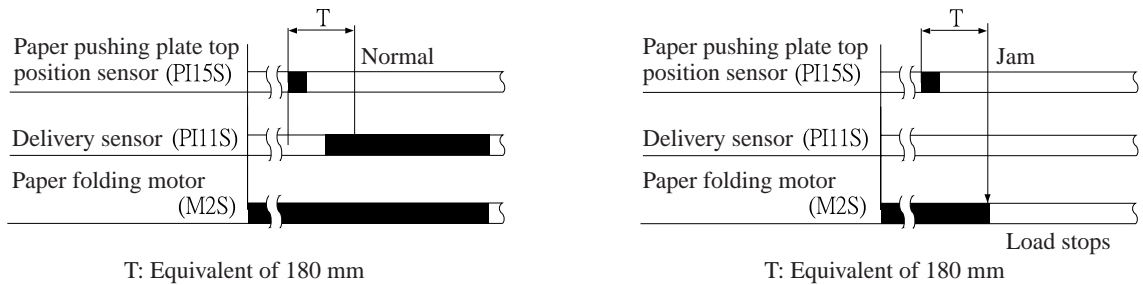 T
Paper pushing plate top
position sensor (PI15S)
Normal
Delivery sensor (PI11S)
Paper folding motor
(M2S)
T: Equivalent of 180 mm
T
Paper pushing plate top
position sensor (PI15S)
Jam
Delivery sensor (PI11S)
Paper folding motor
(M2S)
Load stops
T: Equivalent of 180 mm